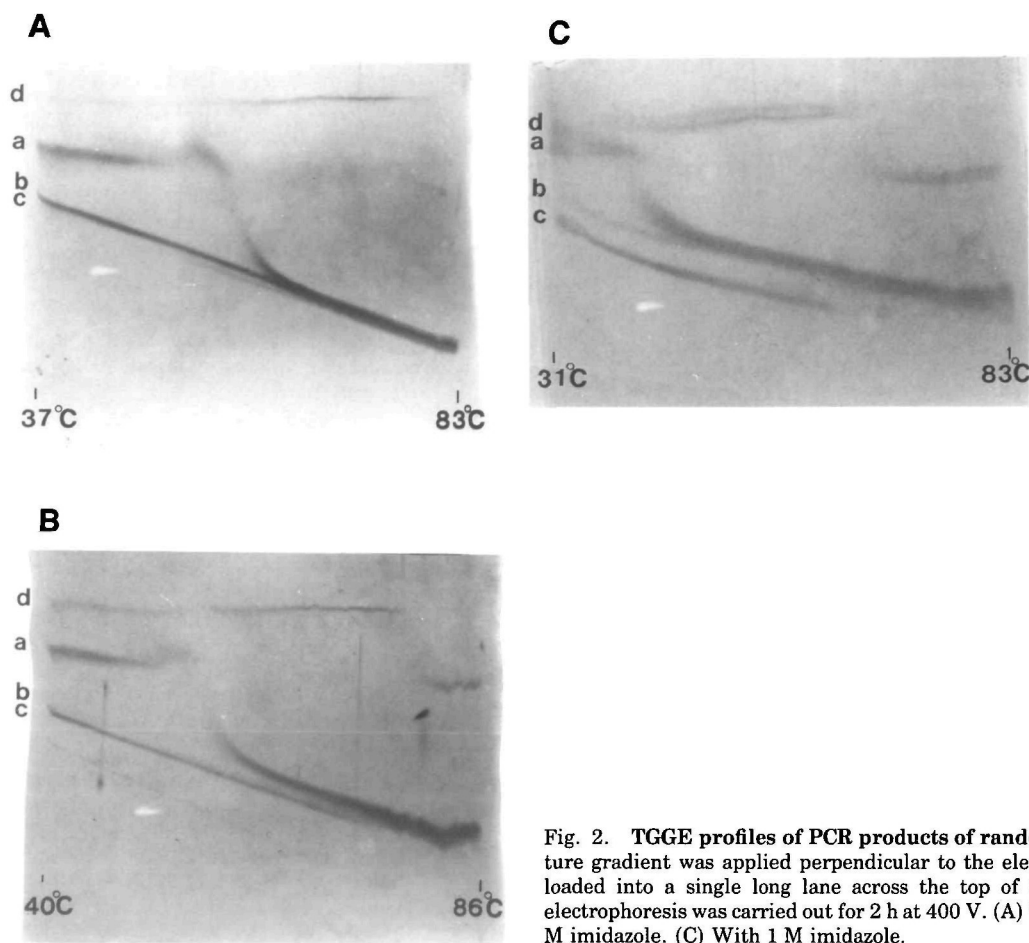 A
d
a
b
c
37°C
83°C
C
d
a
b
c
31°C
83°C
B
d
a
b
c
40°C
86°C
Fig. 2. TGGE profiles of PCR products of rand
ture gradient was applied perpendicular to the ele
loaded into a single long lane across the top of
electrophoresis was carried out for 2 h at 400 V. (A)
M imidazole. (C) With 1 M imidazole.